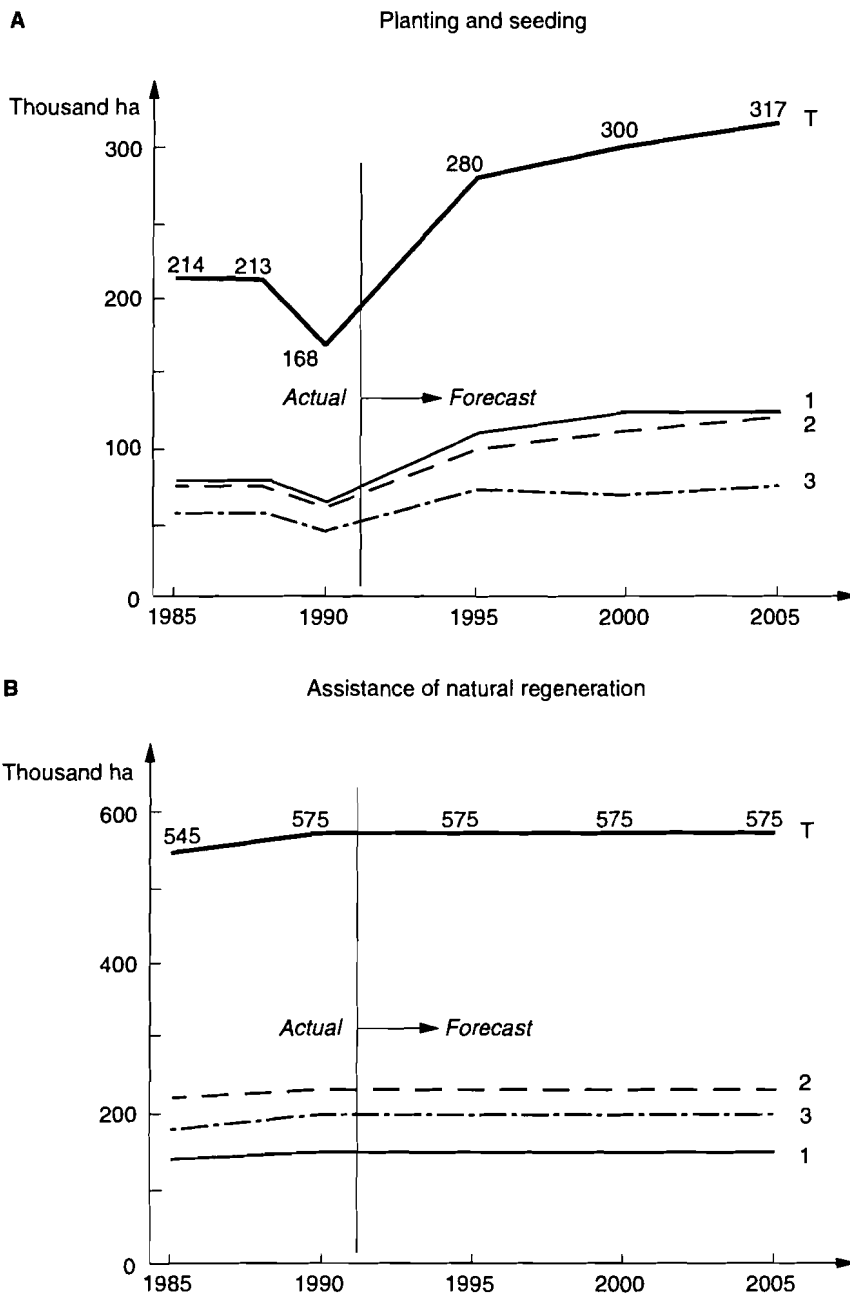 A Planting and seeding
Thousand ha
317 T
300 300
280
214 213
200
168
Actual Forecast
1
2
100
3
0
1985 1990 1995 2000 2005
B Assistance of natural regeneration
Thousand ha
600 575 575 575 575
T
545
400
Actual Forecast
2
200 3
1
0
1985 1990 1995 2000 2005